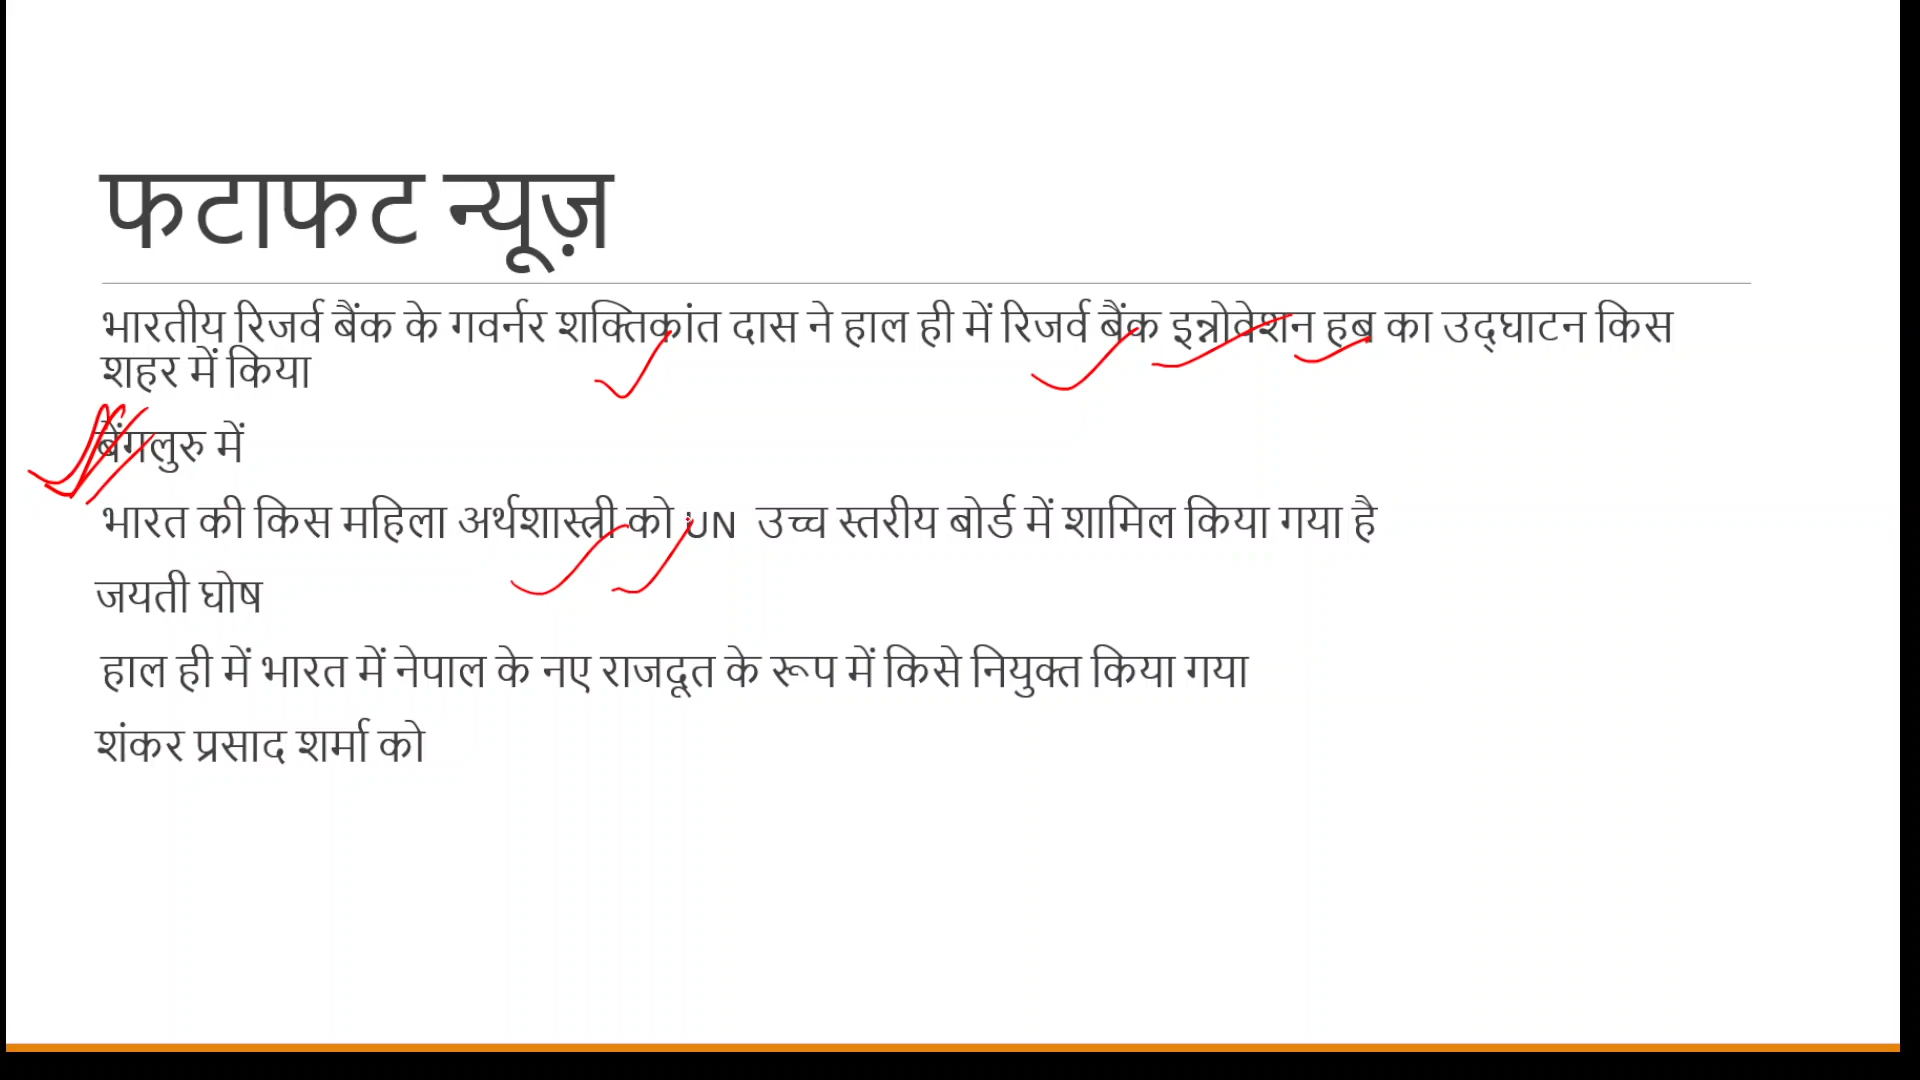 फटाफट न्यूज़
भारतीय रिजर्व बैंक के गवर्नर शक्तिकांत दास ने हाल ही में रिजर्व बैंक इन्नोवेशन हब का उद्घाटन किस
शहर में किया
बेंगलुरु में
भारत की किस महिला अर्थशास्त्री को UN उच्च स्तरीय बोर्ड में शामिल किया गया है
जयती घोष
हाल ही में भारत में नेपाल के नए राजदूत के रूप में किसे नियुक्त किया गया
शंकर प्रसाद शर्मा को